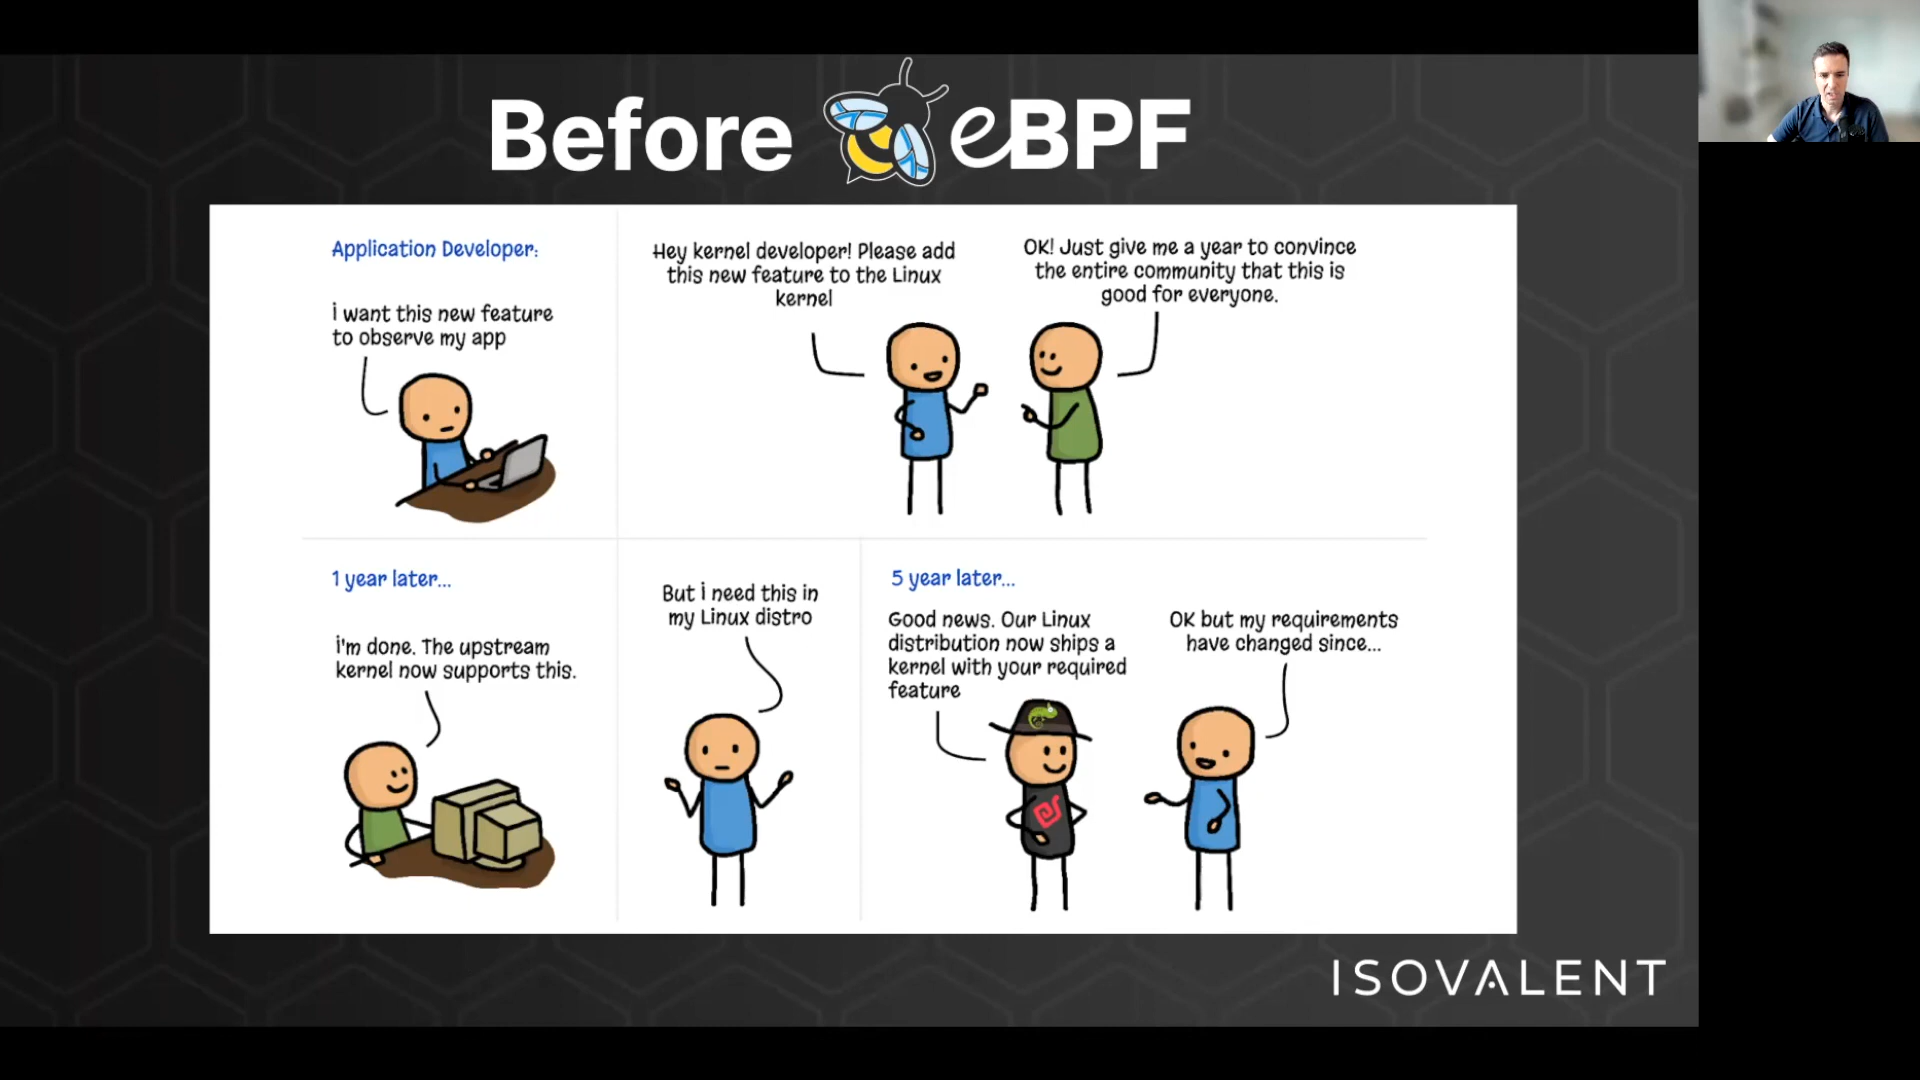 Before eBPF
Application Developer:
i want this new feature
to observe my app
Hey kernel developer! Please add
this new feature to the Linux
kernel
OK! Just give me a year to convince
the entire community that this is
good for everyone.
1 year later...
i'm done. The upstream
kernel now supports this.
But i need this in
my Linux distro
5 year later...
Good news. Our Linux
distribution now ships a
kernel with your required
feature
OK but my requirements
have changed since...
ISOVALENT